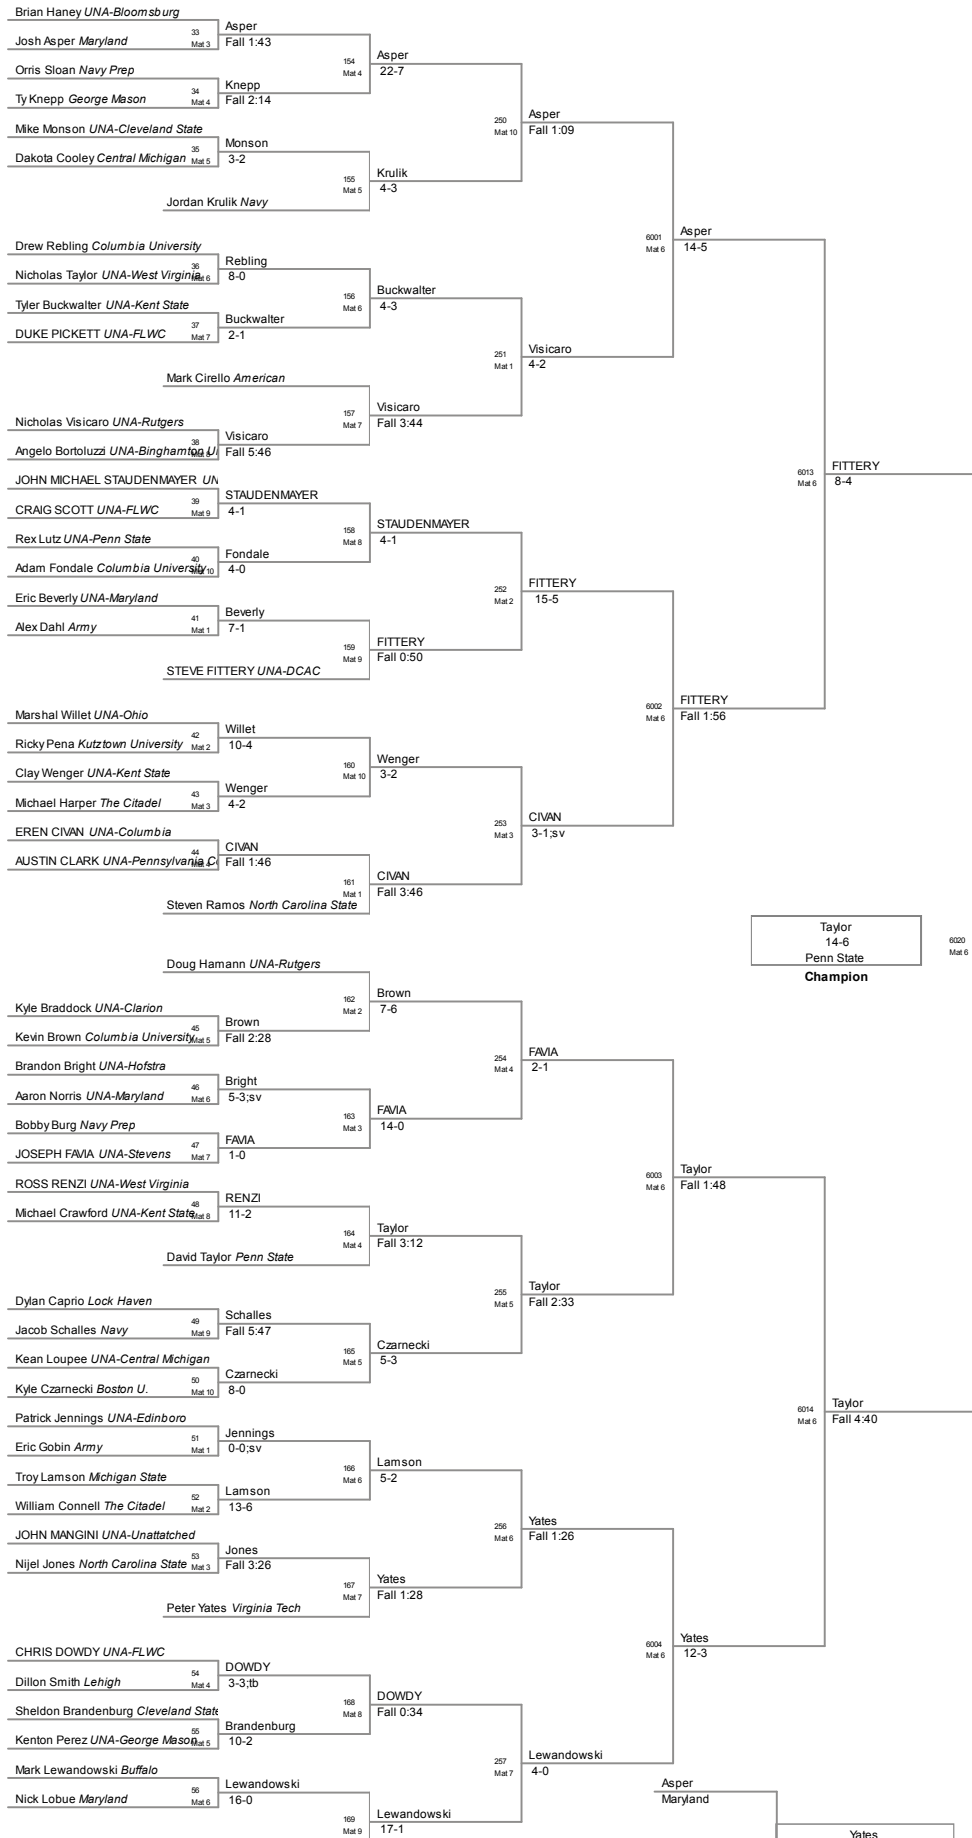 Brian Haney UNA-Bloomsburg
33
Mat 3
Asper
Fall 1:43
Josh Asper Maryland
154
Mat 4
Asper
22-7
Orris Sloan Navy Prep
34
Mat 4
Knepp
Fall 2:14
Ty Knepp George Mason
250
Mat 10
Asper
Fall 1:09
Mike Monson UNA-Cleveland State
35
Mat 5
Monson
3-2
Dakota Cooley Central Michigan
155
Mat 5
Krulik
4-3
Jordan Krulik Navy
6001
Mat 6
Asper
14-5
Drew Rebling Columbia University
36
Mat 6
Rebling
8-0
Nicholas Taylor UNA-West Virginia
156
Mat 6
Buckwalter
4-3
Tyler Buckwalter UNA-Kent State
37
Mat 7
Buckwalter
2-1
DUKE PICKETT UNA-FLWC
251
Mat 1
Visicaro
4-2
Mark Cirello American
157
Mat 7
Visicaro
Fall 3:44
Nicholas Visicaro UNA-Rutgers
38
Visicaro
Fall 5:46
Angelo Bortoluzzi UNA-Binghamton
6013
Mat 6
FITTERY
8-4
JOHN MICHAEL STAUDENMAYER UN
39
Mat 9
STAUDENMAYER
4-1
CRAIG SCOTT UNA-FLWC
158
Mat 8
STAUDENMAYER
4-1
Rex Lutz UNA-Penn State
40
Mat 10
Fondale
4-0
Adam Fondale Columbia University
252
Mat 2
FITTERY
15-5
Eric Beverly UNA-Maryland
41
Mat 1
Beverly
7-1
Alex Dahl Army
159
Mat 9
FITTERY
Fall 0:50
STEVE FITTERY UNA-DCAC
6002
Mat 6
FITTERY
Fall 1:56
Marshal Willet UNA-Ohio
42
Mat 2
Willet
10-4
Ricky Pena Kutztown University
160
Mat 10
Wenger
3-2
Clay Wenger UNA-Kent State
43
Mat 3
Wenger
4-2
Michael Harper The Citadel
253
Mat 3
CIVAN
3-1;sv
EREN CIVAN UNA-Columbia
44
CIVAN
Fall 1:46
AUSTIN CLARK UNA-Pennsylvania
161
Mat 1
CIVAN
Fall 3:46
Steven Ramos North Carolina State
Taylor
14-6
Penn State
Champion
6020
Mat 6
Doug Hamann UNA-Rutgers
162
Mat 2
Brown
7-6
Kyle Braddock UNA-Clarion
45
Mat 5
Brown
Fall 2:28
Kevin Brown Columbia University
254
Mat 4
FAVIA
2-1
Brandon Bright UNA-Hofstra
46
Mat 6
Bright
5-3;sv
Aaron Norris UNA-Maryland
163
Mat 3
FAVIA
14-0
Bobby Burg Navy Prep
47
Mat 7
FAVIA
1-0
JOSEPH FAVIA UNA-Stevens
6003
Mat 6
Taylor
Fall 1:48
ROSS RENZI UNA-West Virginia
48
Mat 8
RENZI
11-2
Michael Crawford UNA-Kent State
164
Mat 4
Taylor
Fall 3:12
David Taylor Penn State
255
Mat 5
Taylor
Fall 2:33
Dylan Caprio Lock Haven
49
Mat 9
Schalles
Fall 5:47
Jacob Schalles Navy
165
Mat 5
Czarnecki
5-3
Kean Loupee UNA-Central Michigan
50
Mat 10
Czarnecki
8-0
Kyle Czarnecki Boston U.
6014
Mat 6
Taylor
Fall 4:40
Patrick Jennings UNA-Edinboro
51
Mat 1
Jennings
0-0;sv
Eric Gobin Army
166
Mat 6
Lamson
5-2
Troy Lamson Michigan State
52
Mat 2
Lamson
13-6
William Connell The Citadel
256
Mat 6
Yates
Fall 1:26
JOHN MANGINI UNA-Unattatched
53
Mat 3
Jones
Fall 3:26
Nijel Jones North Carolina State
167
Mat 7
Yates
Fall 1:28
Peter Yates Virginia Tech
6004
Mat 6
Yates
12-3
CHRIS DOWDY UNA-FLWC
54
Mat 4
DOWDY
3-3;tb
Dillon Smith Lehigh
168
Mat 8
DOWDY
Fall 0:34
Sheldon Brandenburg Cleveland State
55
Mat 5
Brandenburg
10-2
Kenton Perez UNA-George Mason
257
Mat 7
Lewandowski
4-0
Mark Lewandowski Buffalo
56
Mat 6
Lewandowski
16-0
Nick Lobue Maryland
169
Mat 9
Lewandowski
17-1
Asper
Maryland
Yates